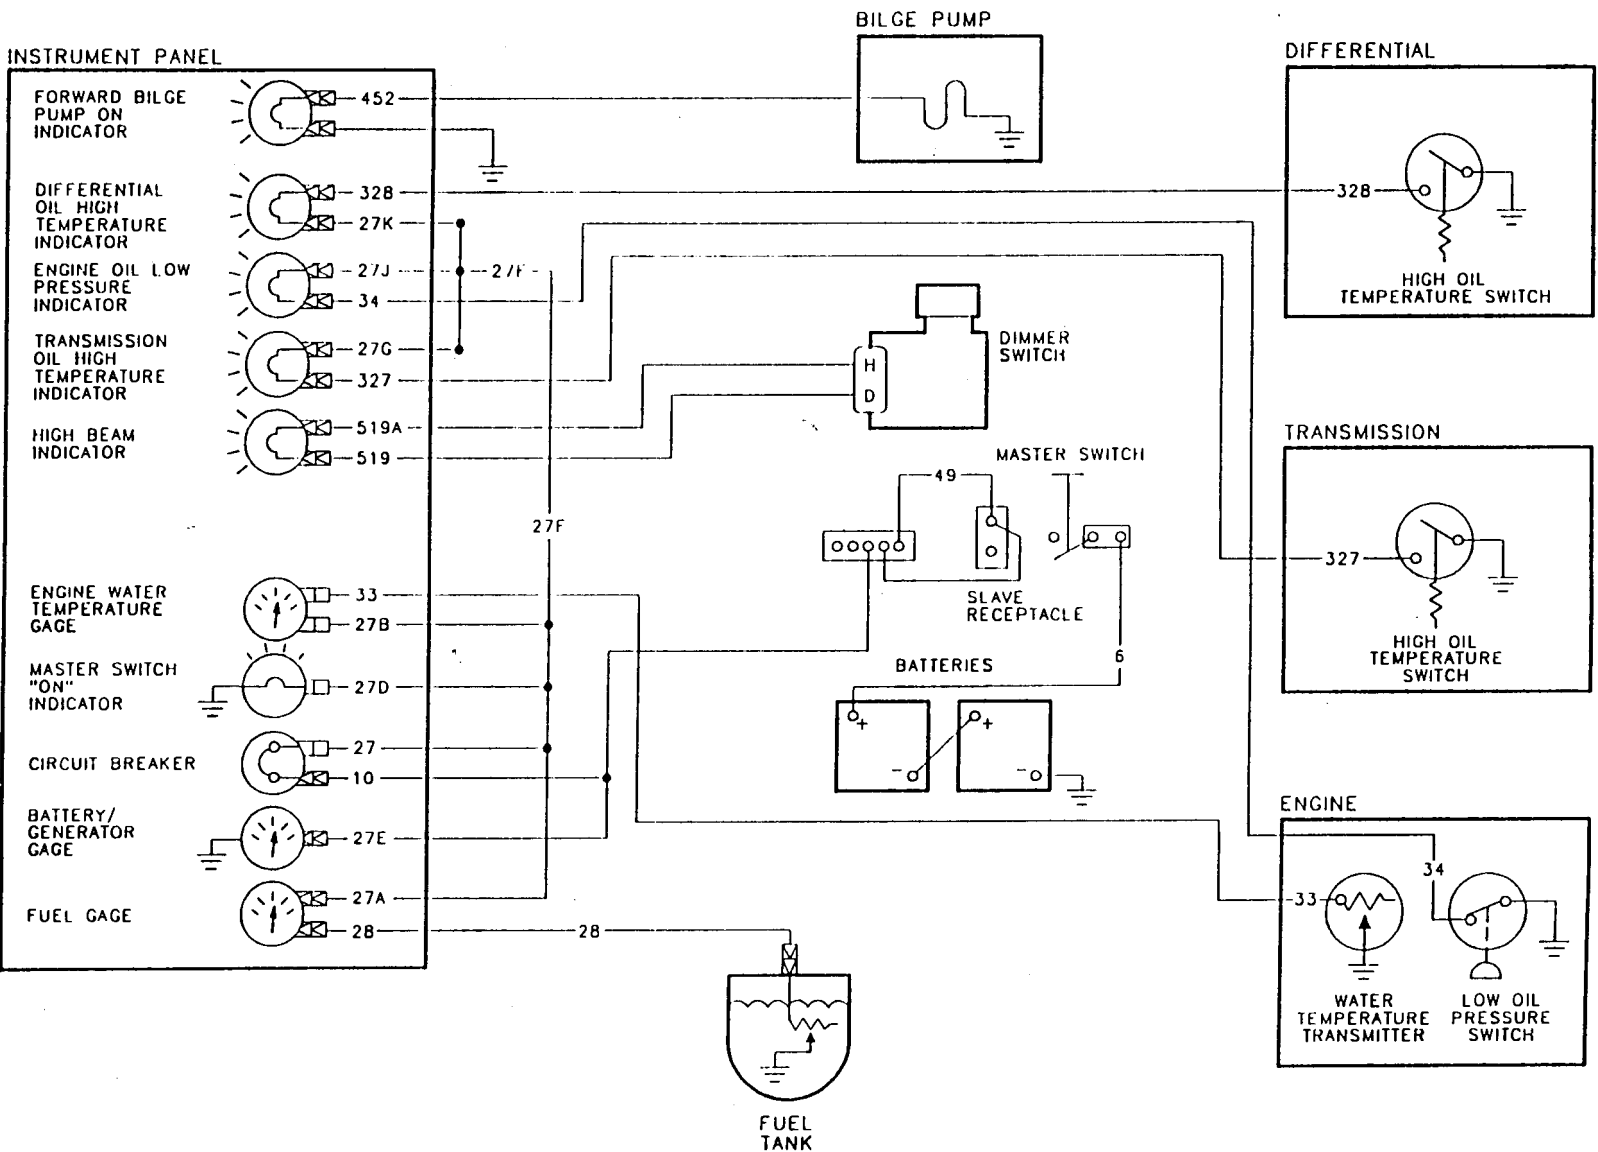 BILGE PUMP
INSTRUMENT PANEL
DIFFERENTIAL
FORWARD BILGE
PUMP ON
INDICATOR
452
DIFFERENTIAL
OIL HIGH
TEMPERATURE
INDICATOR
328
27K
328
HIGH OIL
TEMPERATURE SWITCH
ENGINE OIL LOW
PRESSURE
INDICATOR
27J
27F
34
TRANSMISSION
OIL HIGH
TEMPERATURE
INDICATOR
27G
327
DIMMER
SWITCH
H
D
HIGH BEAM
INDICATOR
519A
519
TRANSMISSION
MASTER SWITCH
49
27F
327
SLAVE
RECEPTACLE
HIGH OIL
TEMPERATURE
SWITCH
ENGINE WATER
TEMPERATURE
GAGE
33
27B
6
BATTERIES
+
-
+
-
MASTER SWITCH
"ON"
INDICATOR
27D
CIRCUIT BREAKER
27
10
BATTERY/
GENERATOR
GAGE
27E
ENGINE
34
33
WATER
TEMPERATURE
TRANSMITTER
LOW OIL
PRESSURE
SWITCH
FUEL GAGE
27A
28
28
FUEL
TANK